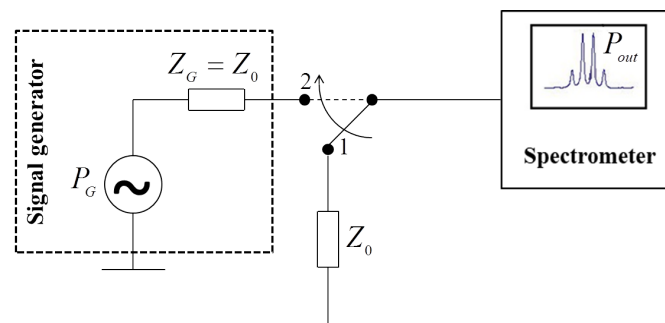 Signal generator
Z_G = Z_0
P_G
2
1
Z_0
P_out
Spectrometer